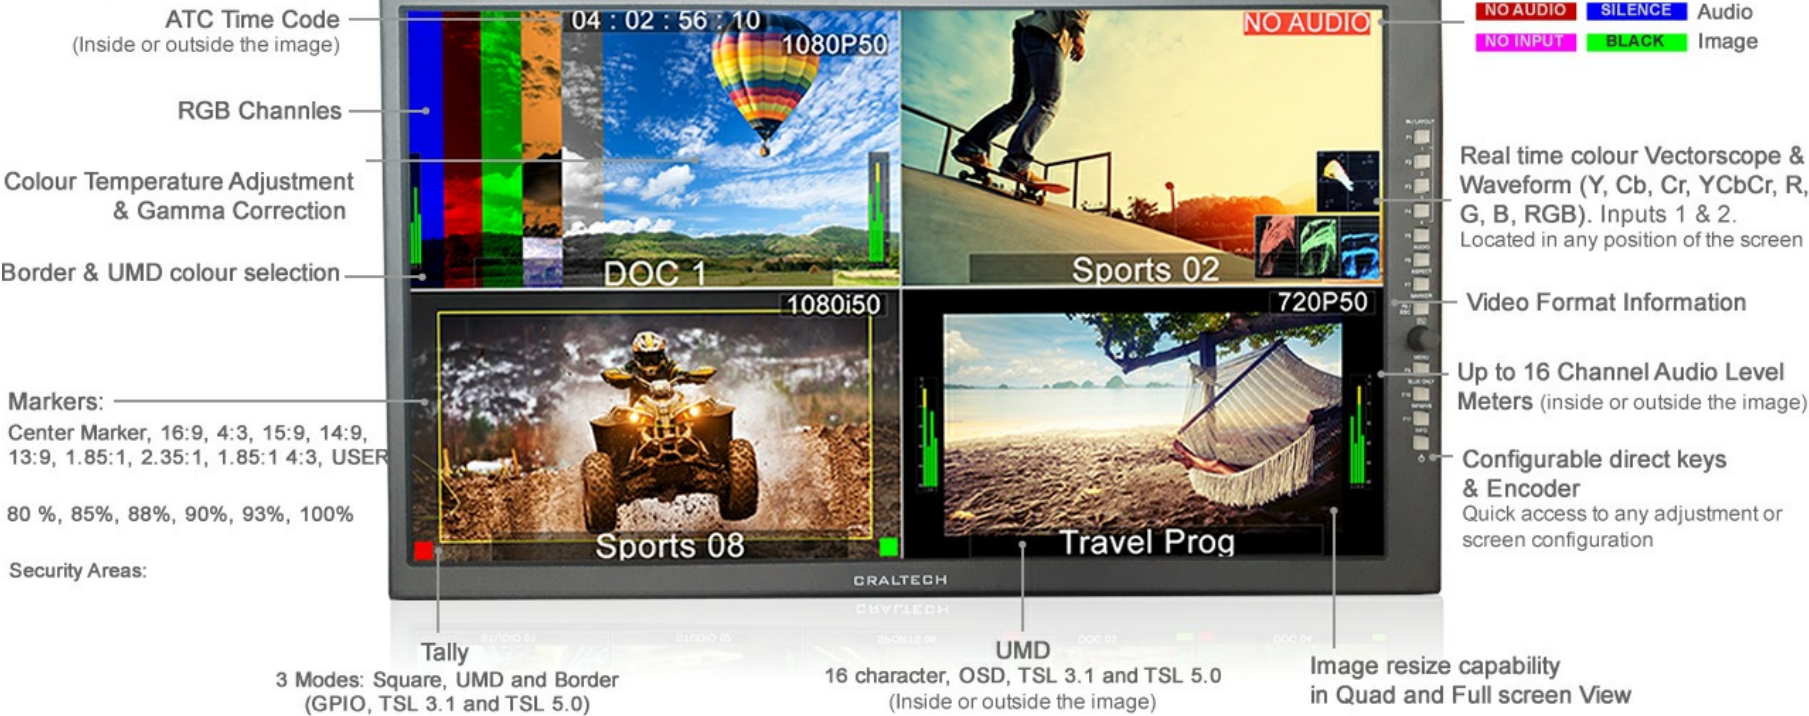 ATC Time Code
(Inside or outside the image)
RGB Channles
Colour Temperature Adjustment
& Gamma Correction
Border & UMD colour selection
Markers:
Center Marker, 16:9, 4:3, 15:9, 14:9,
13:9, 1.85:1, 2.35:1, 1.85:1 4:3, USER
80 %, 85%, 88%, 90%, 93%, 100%
Security Areas:
04 : 02 : 56 : 10
1080P50
DOC 1
NO AUDIO
Sports 02
1080i50
Sports 08
720P50
Travel Prog
CRALTECH
NO AUDIO SILENCE Audio
NO INPUT BLACK Image
Real time colour Vectorscope &
Waveform (Y, Cb, Cr, YCbCr, R,
G, B, RGB). Inputs 1 & 2.
Located in any position of the screen
Video Format Information
Up to 16 Channel Audio Level
Meters (inside or outside the image)
Configurable direct keys
& Encoder
Quick access to any adjustment or
screen configuration
Tally
3 Modes: Square, UMD and Border
(GPIO, TSL 3.1 and TSL 5.0)
UMD
16 character, OSD, TSL 3.1 and TSL 5.0
(Inside or outside the image)
Image resize capability
in Quad and Full screen View